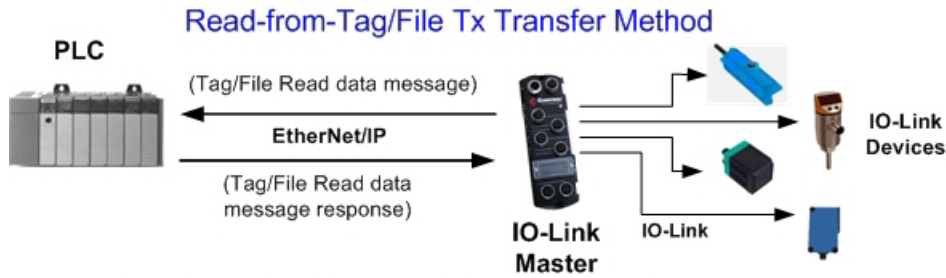 Read-from-Tag/File Tx Transfer Method
PLC
(Tag/File Read data message)
EtherNet/IP
(Tag/File Read data
message response)
IO-Link
Master
IO-Link
IO-Link
Devices